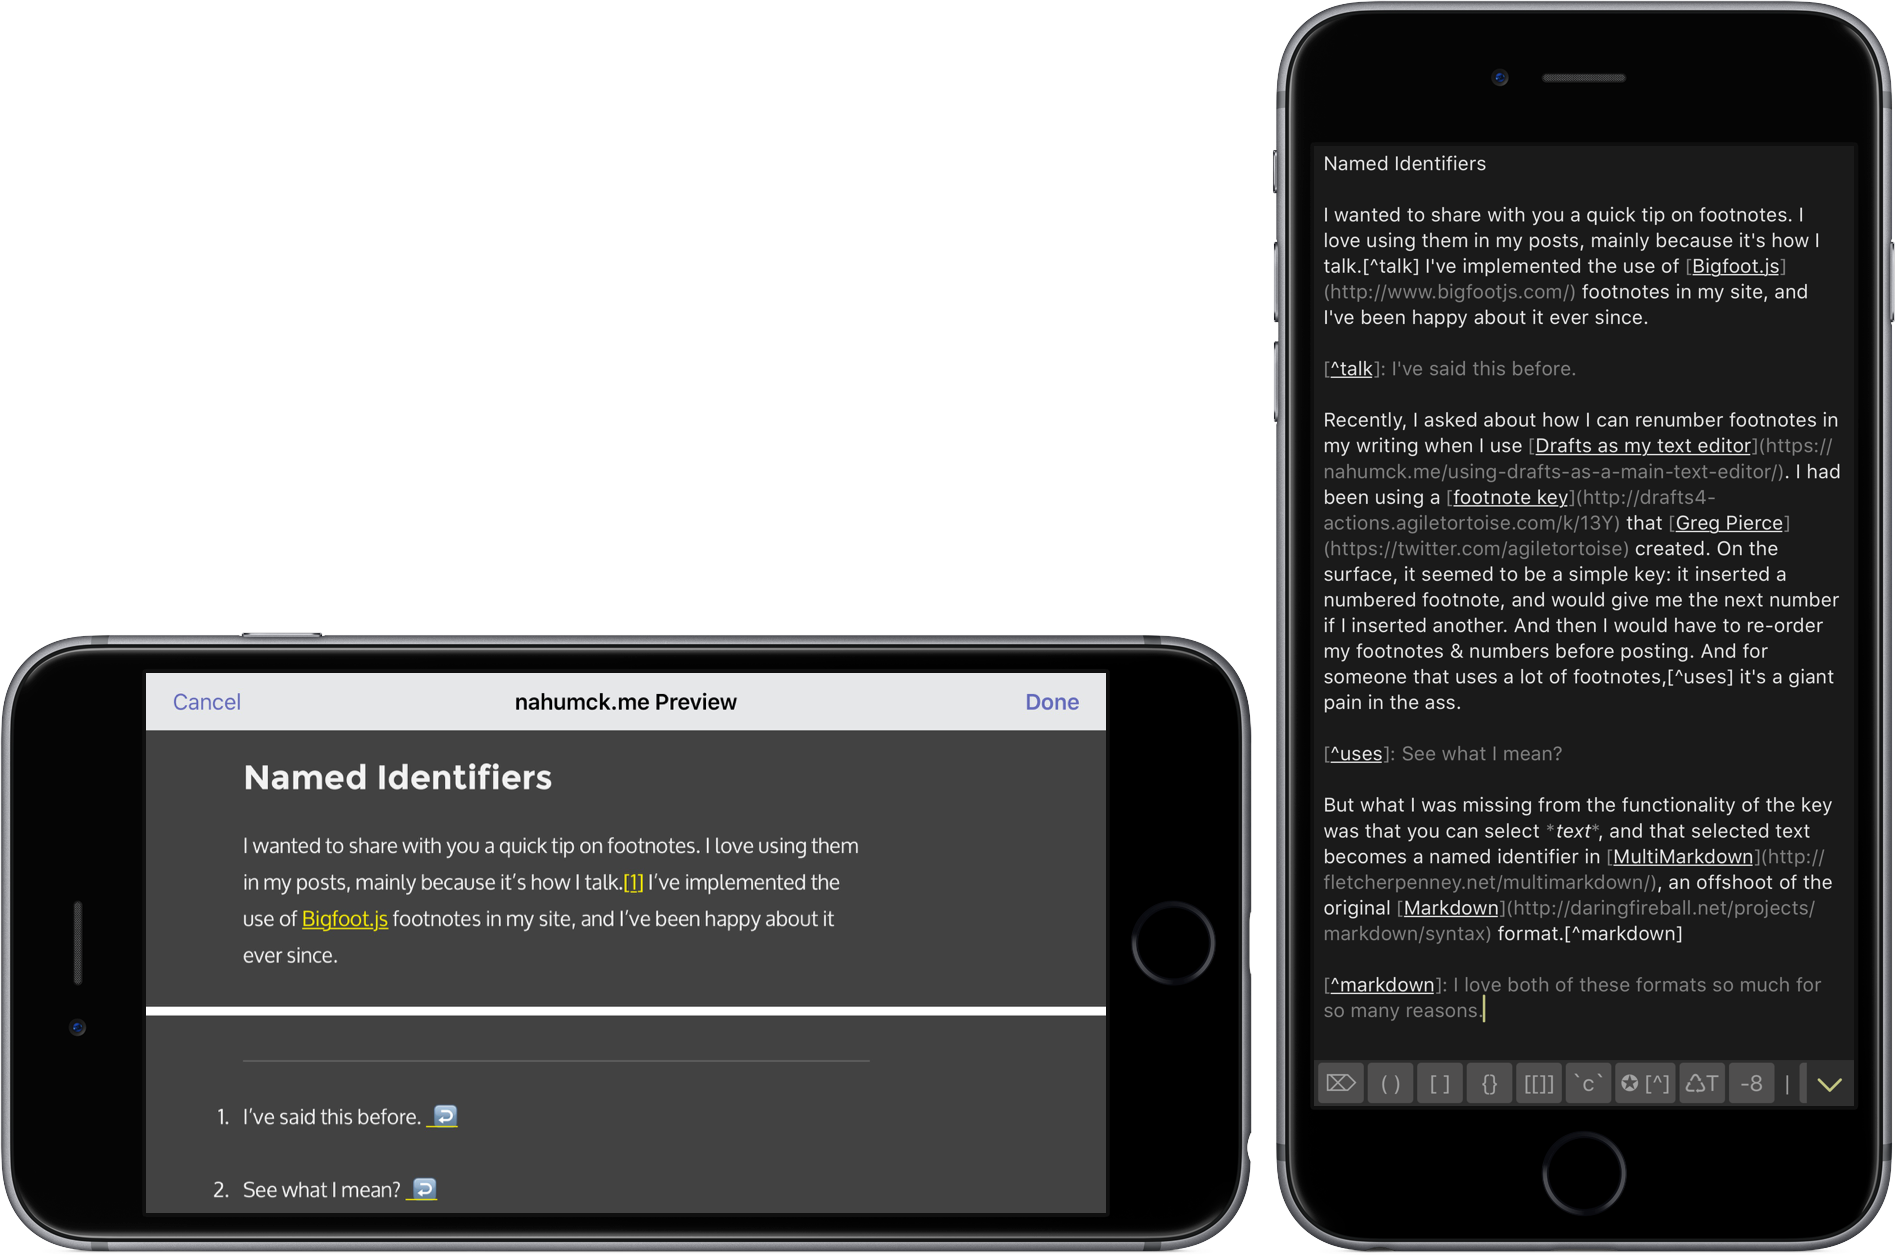 Cancel
nahumck.me Preview
Done
Named Identifiers
I wanted to share with you a quick tip on footnotes. I love using them
in my posts, mainly because it’s how I talk.[1] I’ve implemented the
use of Bigfoot.js footnotes in my site, and I’ve been happy about it
ever since.
1. I’ve said this before.
2. See what I mean?
Named Identifiers
I wanted to share with you a quick tip on footnotes. I
love using them in my posts, mainly because it's how I
talk.[^talk] I've implemented the use of [Bigfoot.js]
(http://www.bigfootjs.com/) footnotes in my site, and
I've been happy about it ever since.
[^talk]: I've said this before.
Recently, I asked about how I can renumber footnotes in
my writing when I use [Drafts as my text editor](https://
nahumck.me/using-drafts-as-a-main-text-editor/). I had
been using a [footnote key](http://drafts4-
actions.agiletortoise.com/k/13Y) that [Greg Pierce]
(https://twitter.com/agiletortoise) created. On the
surface, it seemed to be a simple key: it inserted a
numbered footnote, and would give me the next number
if I inserted another. And then I would have to re-order
my footnotes & numbers before posting. And for
someone that uses a lot of footnotes,[^uses] it's a giant
pain in the ass.
[^uses]: See what I mean?
But what I was missing from the functionality of the key
was that you can select *text*, and that selected text
becomes a named identifier in [MultiMarkdown](http://
fletcherpenney.net/multimarkdown/), an offshoot of the
original [Markdown](http://daringfireball.net/projects/
markdown/syntax) format.[^markdown]
[^markdown]: I love both of these formats so much for
so many reasons.
() [] {} [[]] `c` ✪ [^] ♺T -8 |